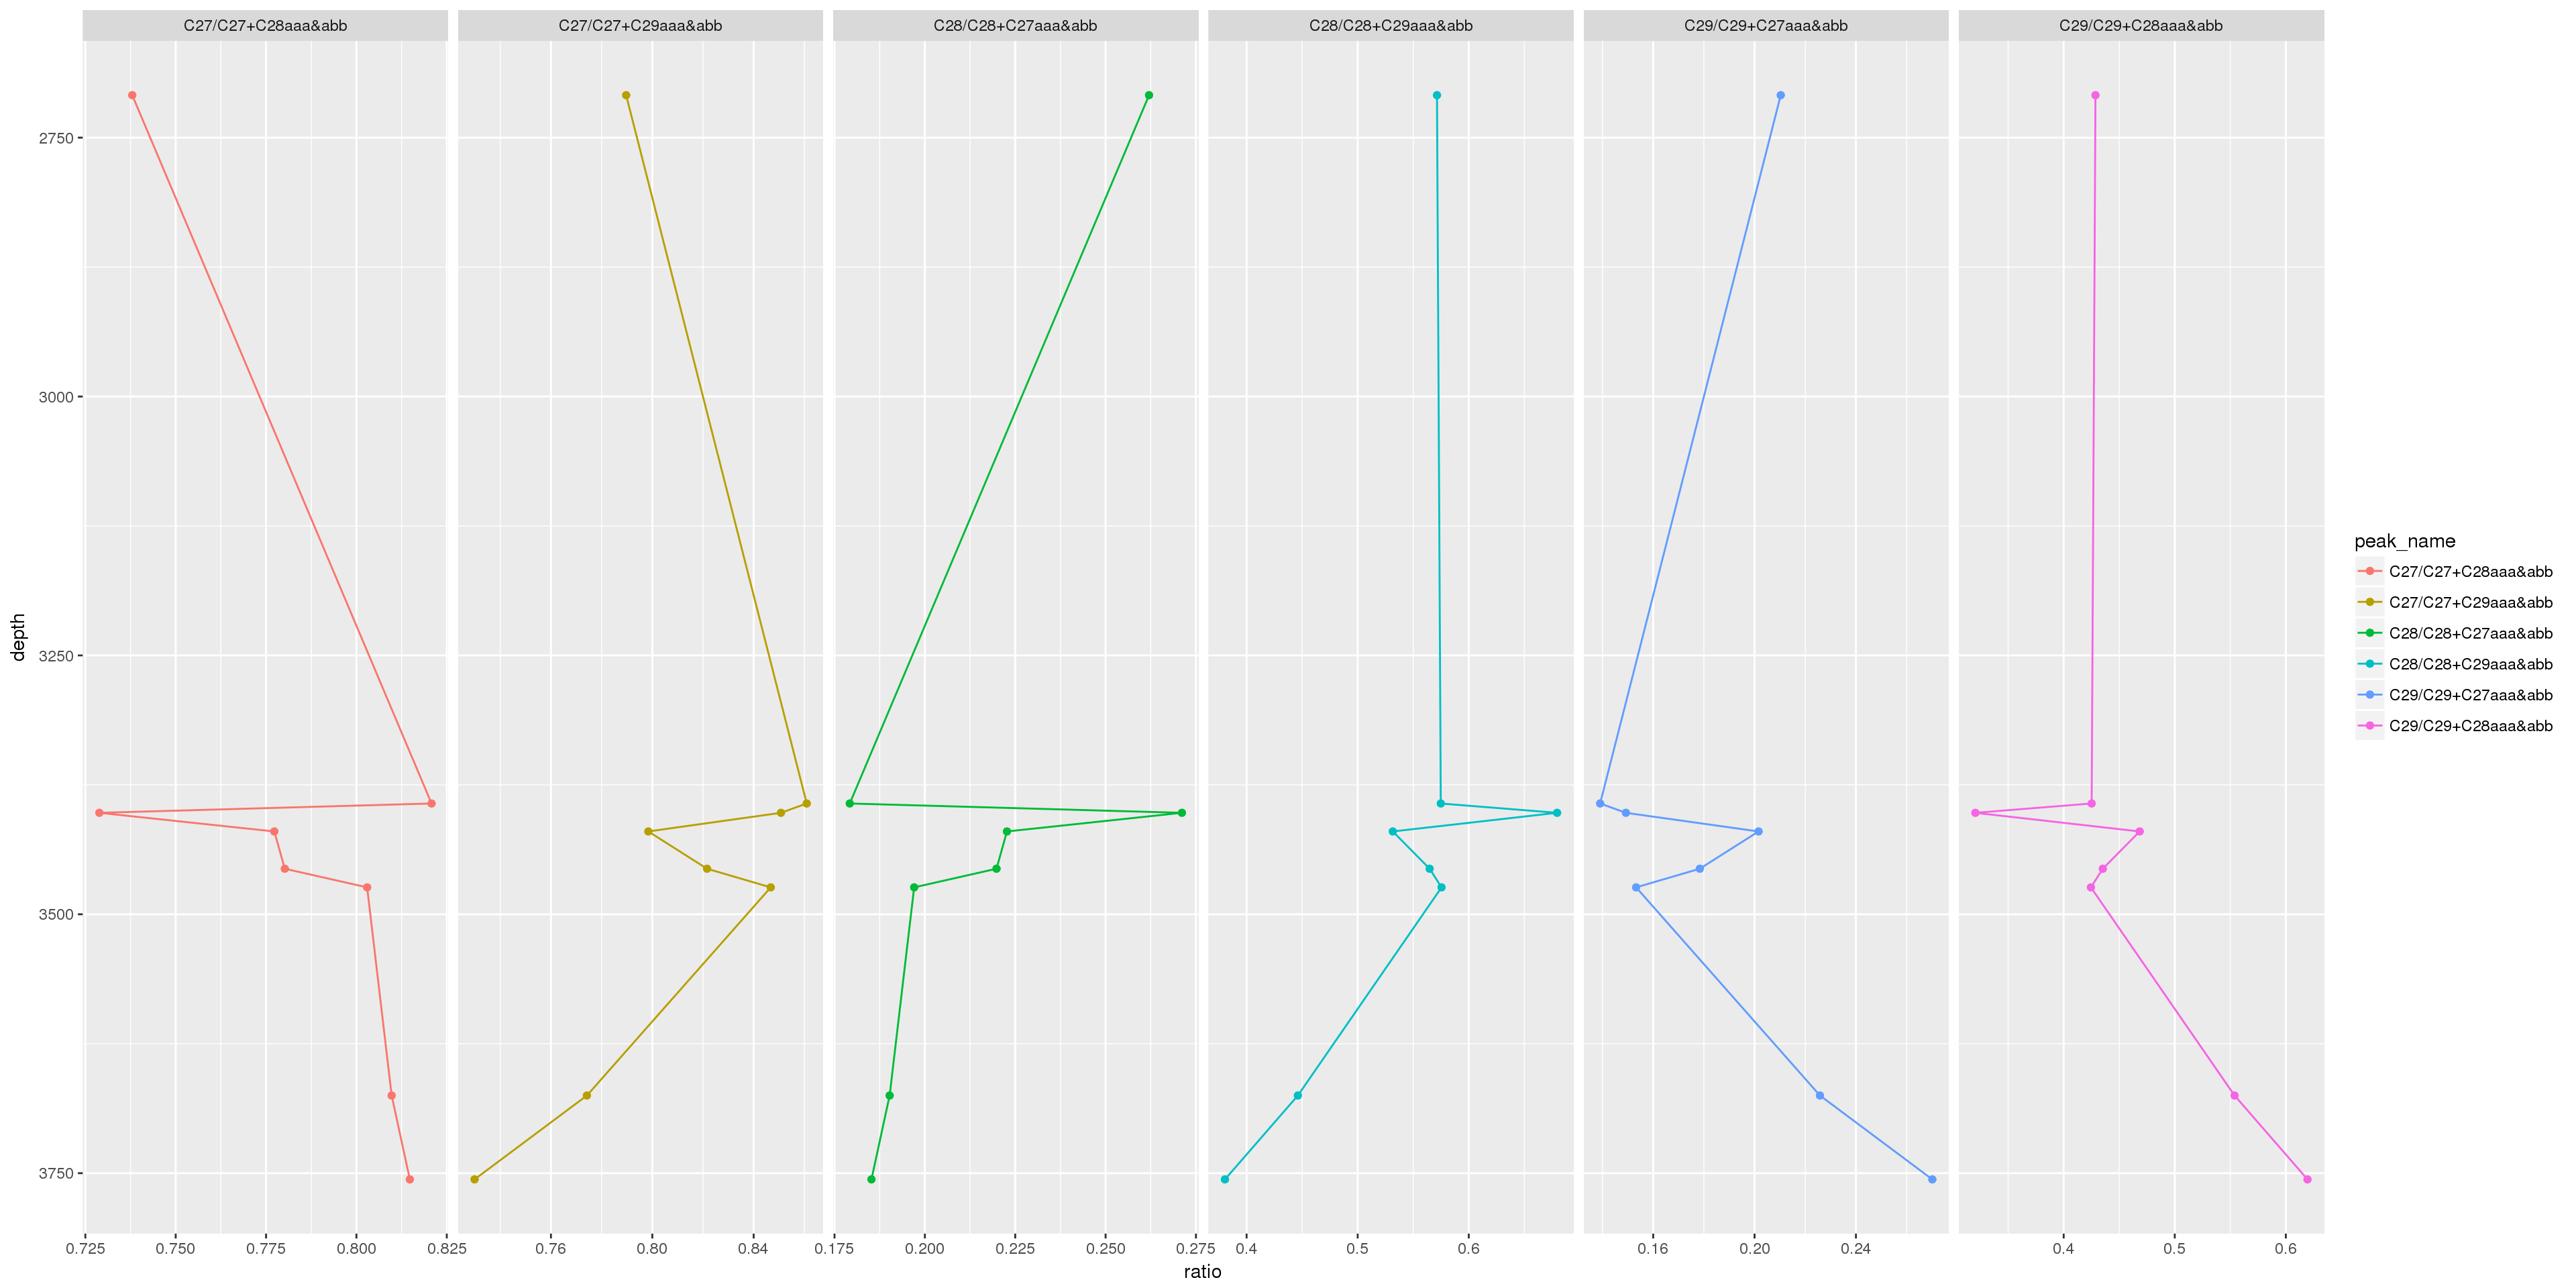 C27/C27+C28aaa&abb
C27/C27+C29aaa&abb
C28/C28+C27aaa&abb
C28/C28+C29aaa&abb
C29/C29+C27aaa&abb
C29/C29+C28aaa&abb
depth
2750
3000
3250
3500
3750
0.725 0.750 0.775 0.800 0.825
0.76 0.80 0.84
0.175 0.200 0.225 0.250 0.275
0.4 0.5 0.6
0.16 0.20 0.24
0.4 0.5 0.6
ratio
peak_name
C27/C27+C28aaa&abb
C27/C27+C29aaa&abb
C28/C28+C27aaa&abb
C28/C28+C29aaa&abb
C29/C29+C27aaa&abb
C29/C29+C28aaa&abb